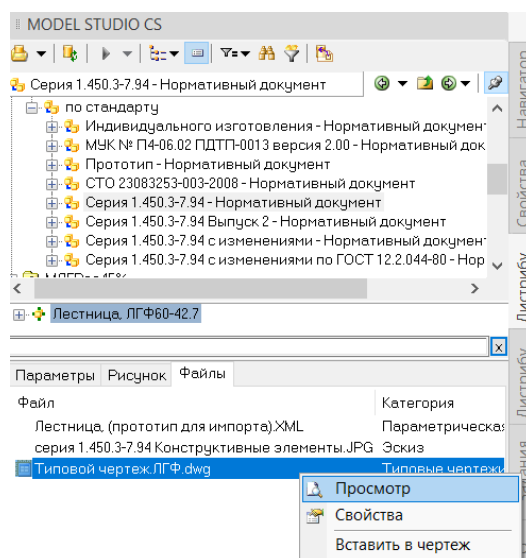 MODEL STUDIO CS
Серия 1.450.3-7.94 - Нормативный документ
Навигатор
по стандарту
Индивидуального изготовления - Нормативный докумен
МУК № П4-06.02 ПДТП-0013 версия 2.00 - Нормативный док
Прототип - Нормативный документ
СТО 23083253-003-2008 - Нормативный документ
Свойства
Серия 1.450.3-7.94 - Нормативный документ
Серия 1.450.3-7.94 Выпуск 2 - Нормативный документ
Серия 1.450.3-7.94 с изменениями - Нормативный докумен
Серия 1.450.3-7.94 с изменениями по ГОСТ 12.2.044-80 - Нор
Дистрибу
Лестница, ЛГФ60-42.7
x
Дистрибу
Параметры Рисунок Файлы
Файл Категория
Лестница, (прототип для импорта).XML Параметрическая
серия 1.450.3-7.94 Конструктивные элементы.JPG Эскиз
Типовой чертеж.ЛГФ.dwg Типовые чертежи
Просмотр
Свойства
Вставить в чертеж